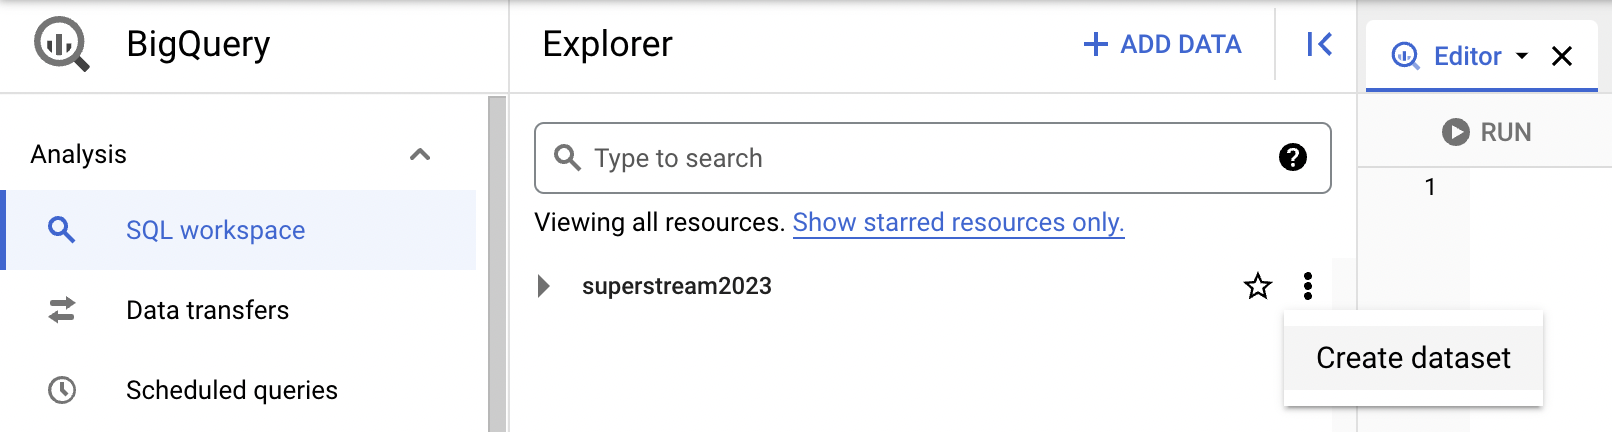 BigQuery
Explorer
ADD DATA
Editor
Analysis
Type to search
RUN
1
SQL workspace
Viewing all resources. Show starred resources only.
superstream2023
Data transfers
Create dataset
Scheduled queries